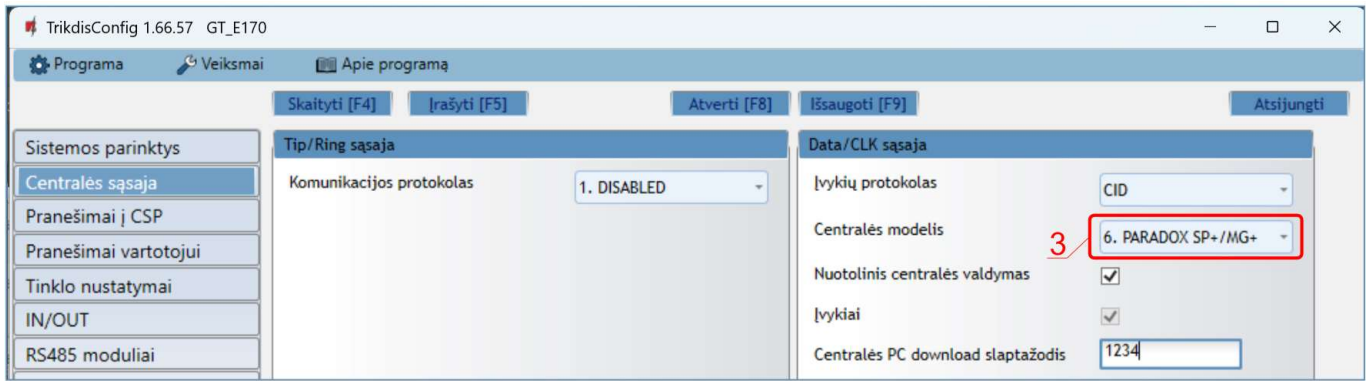 TrikdisConfig 1.66.57 GT_E170
Programa Veiksmai Apie programą
Skaityti [F4] Įrašyti [F5] Atverti [F8] Išsaugoti [F9] Atsijungti
Sistemos parinktys
Centralės sąsaja
Pranešimai į CSP
Pranešimai vartotojui
Tinklo nustatymai
IN/OUT
RS485 moduliai
Tip/Ring sąsaja
Komunikacijos protokolas 1. DISABLED
Data/CLK sąsaja
Įvykių protokolas CID
Centralės modelis 3 6. PARADOX SP+/MG+
Nuotolinis centralės valdymas
Įvykiai
Centralės PC download slaptažodis 1234